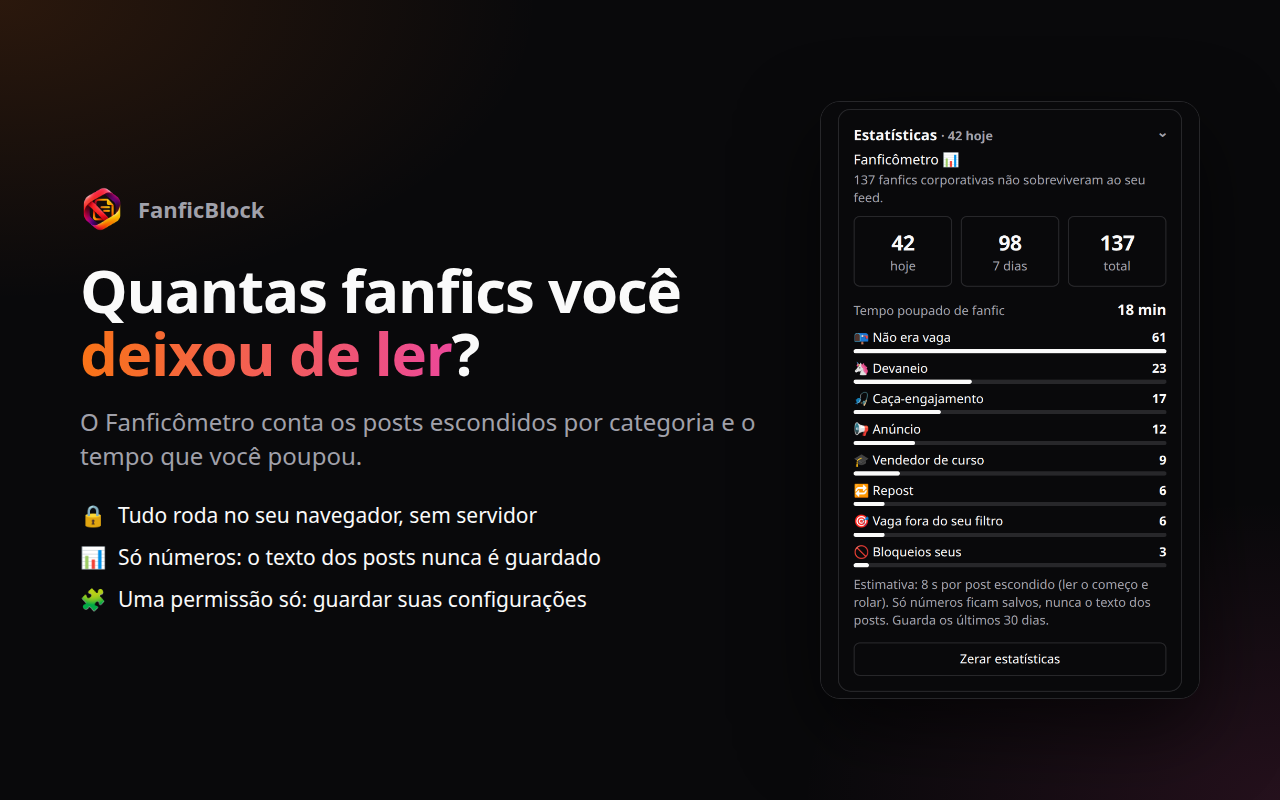 FanficBlock
Quantas fanfics você
deixou de ler?
O Fanficômetro conta os posts escondidos por categoria e o
tempo que você poupou.
🔒 Tudo roda no seu navegador, sem servidor
📊 Só números: o texto dos posts nunca é guardado
🧩 Uma permissão só: guardar suas configurações
Estatísticas · 42 hoje
Fanficômetro 📊
137 fanfics corporativas não sobreviveram ao seu
feed.
42 98 137
hoje 7 dias total
Tempo poupado de fanfic 18 min
📭 Não era vaga 61
🦄 Devaneio 23
🎣 Caça-engajamento 17
📢 Anúncio 12
🎓 Vendedor de curso 9
🔁 Repost 6
🎯 Vaga fora do seu filtro 6
🚫 Bloqueios seus 3
Estimativa: 8 s por post escondido (ler o começo e
rolar). Só números ficam salvos, nunca o texto dos
posts. Guarda os últimos 30 dias.
Zerar estatísticas